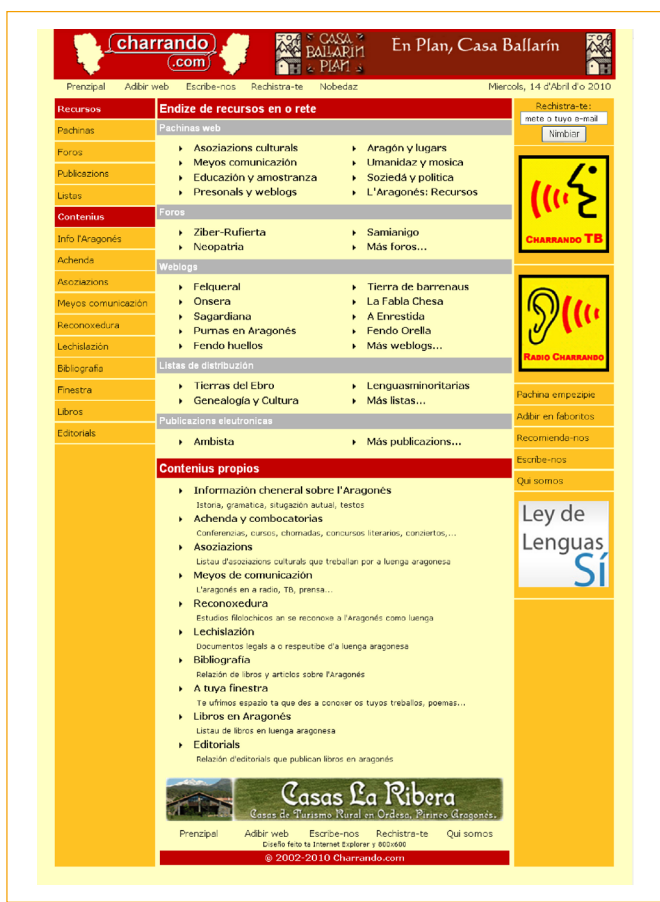 charrando
(.com)
CASA
BALLARIN
PLAN
En Plan, Casa Ballarín
Prenzipal Adibir web Escribe-nos Rechistra-te Nobedaz
Miercols, 14 d'Abril d'o 2010
Recursos
Pachinas
Foros
Publicazions
Listas
Contenius
Info l'Aragonés
Achenda
Asoziazions
Meyos comunicazión
Reconoxedura
Lechislazión
Bibliografía
Finestra
Libros
Editorials
Endize de recursos en o rete
Pachinas web
Asoziazions culturals
Meyos comunicazión
Educazión y amostranza
Presonals y weblogs
Aragón y lugars
Umanidaz y mosica
Soziedá y politica
L'Aragonés: Recursos
Foros
Ziber-Rufierta
Neopatria
Samianigo
Más foros...
Weblogs
Felqueral
Onsera
Sagardiana
Purnas en Aragonés
Fendo huellos
Tierra de barrenaus
La Fabla Chesa
A Enrestida
Fendo Orella
Más weblogs...
Listas de distribuzión
Tierras del Ebro
Genealogía y Cultura
Lenguasminoritarias
Más listas...
Publicazions eleutronicas
Ambista
Más publicazions...
Contenius propios
Informazión cheneral sobre l'Aragonés
Istoria, gramatica, situgazión autual, testos
Achenda y combocatorias
Conferenzias, cursos, chornadas, concursos literarios, conziertos,...
Asoziazions
Listau d'asoziazions culturals que treballan por a luenga aragonesa
Meyos de comunicazión
L'aragonés en a radio, TB, prensa...
Reconoxedura
Estudios filolochicos an se reconoxe a l'Aragonés como luenga
Lechislazión
Documentos legals a o respeutibe d'a luenga aragonesa
Bibliografía
Relazión de libros y articlos sobre l'Aragonés
A tuya finestra
Te ufrimos espazio ta que des a conoxer os tuyos treballos, poemas...
Libros en Aragonés
Listau de libros en luenga aragonesa
Editorials
Relazión d'editorials que publican libros en aragonés
Rechistra-te:
mete o tuyo e-mail
Nimbiar
CHARRANDO TB
RADIO CHARRANDO
Pachina empezipie
Adibir en faboritos
Recomienda-nos
Escribe-nos
Qui somos
Ley de
Lenguas
Sí
Casas La Ribera
Casas de Turismo Rural en Ordesa, Pirineo Aragonés.
Prenzipal Adibir web Escribe-nos Rechistra-te Qui somos
Diseño feito ta Internet Explorer y 800x600
© 2002-2010 Charrando.com